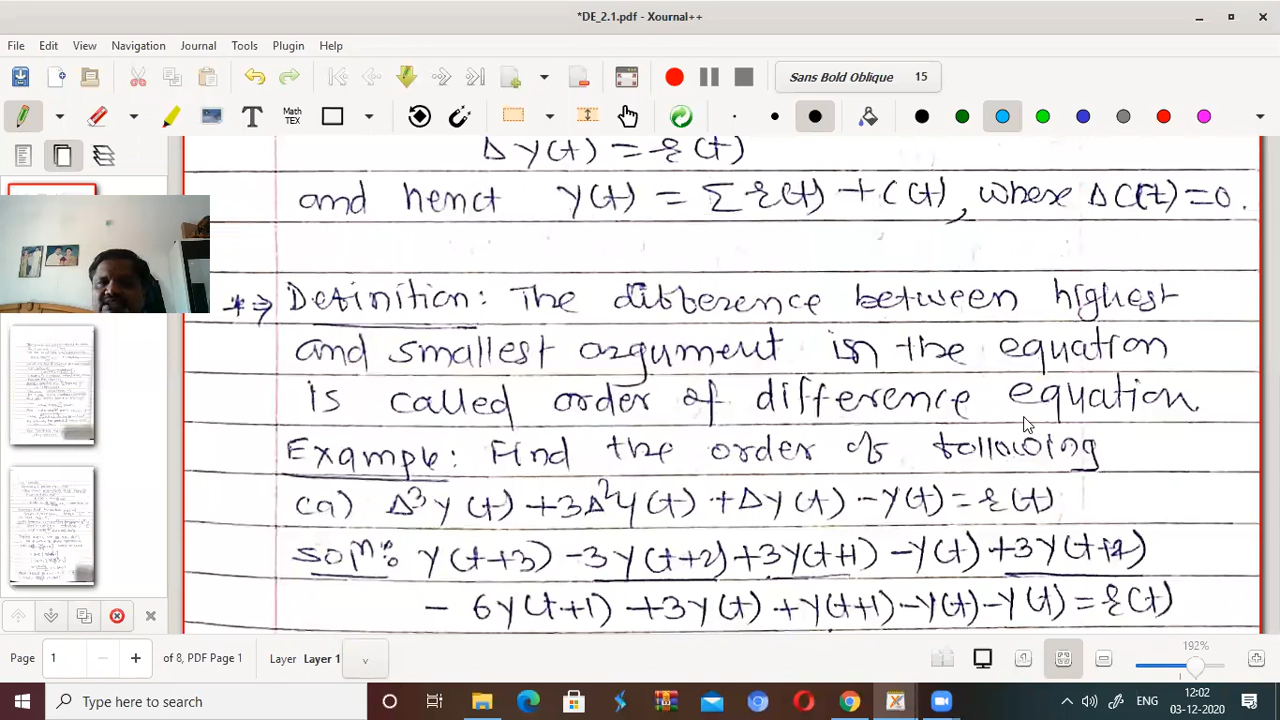 *DE_2.1.pdf - Xournal++
File Edit View Navigation Journal Tools Plugin Help
Sans Bold Oblique 15
Math TEX
Δy(t) = r(t)
and henct y(t) = Σ r(t) + C(t), where ΔC(t) = 0.
*⇒ Definition: The difference between highest
and smallest argument in the equation
is called order of difference equation.
Example: Find the order of following
(a) Δ³y(t) + 3Δ²y(t) + Δy(t) - y(t) = r(t)
Solⁿ: y(t+3) - 3y(t+2) + 3y(t+1) - y(t) + 3y(t+2)
- 6y(t+1) + 3y(t) + y(t+1) - y(t) - y(t) = r(t)
Page 1 of 8, PDF Page 1 Layer Layer 1 192%
Type here to search
ENG 12:02
03-12-2020